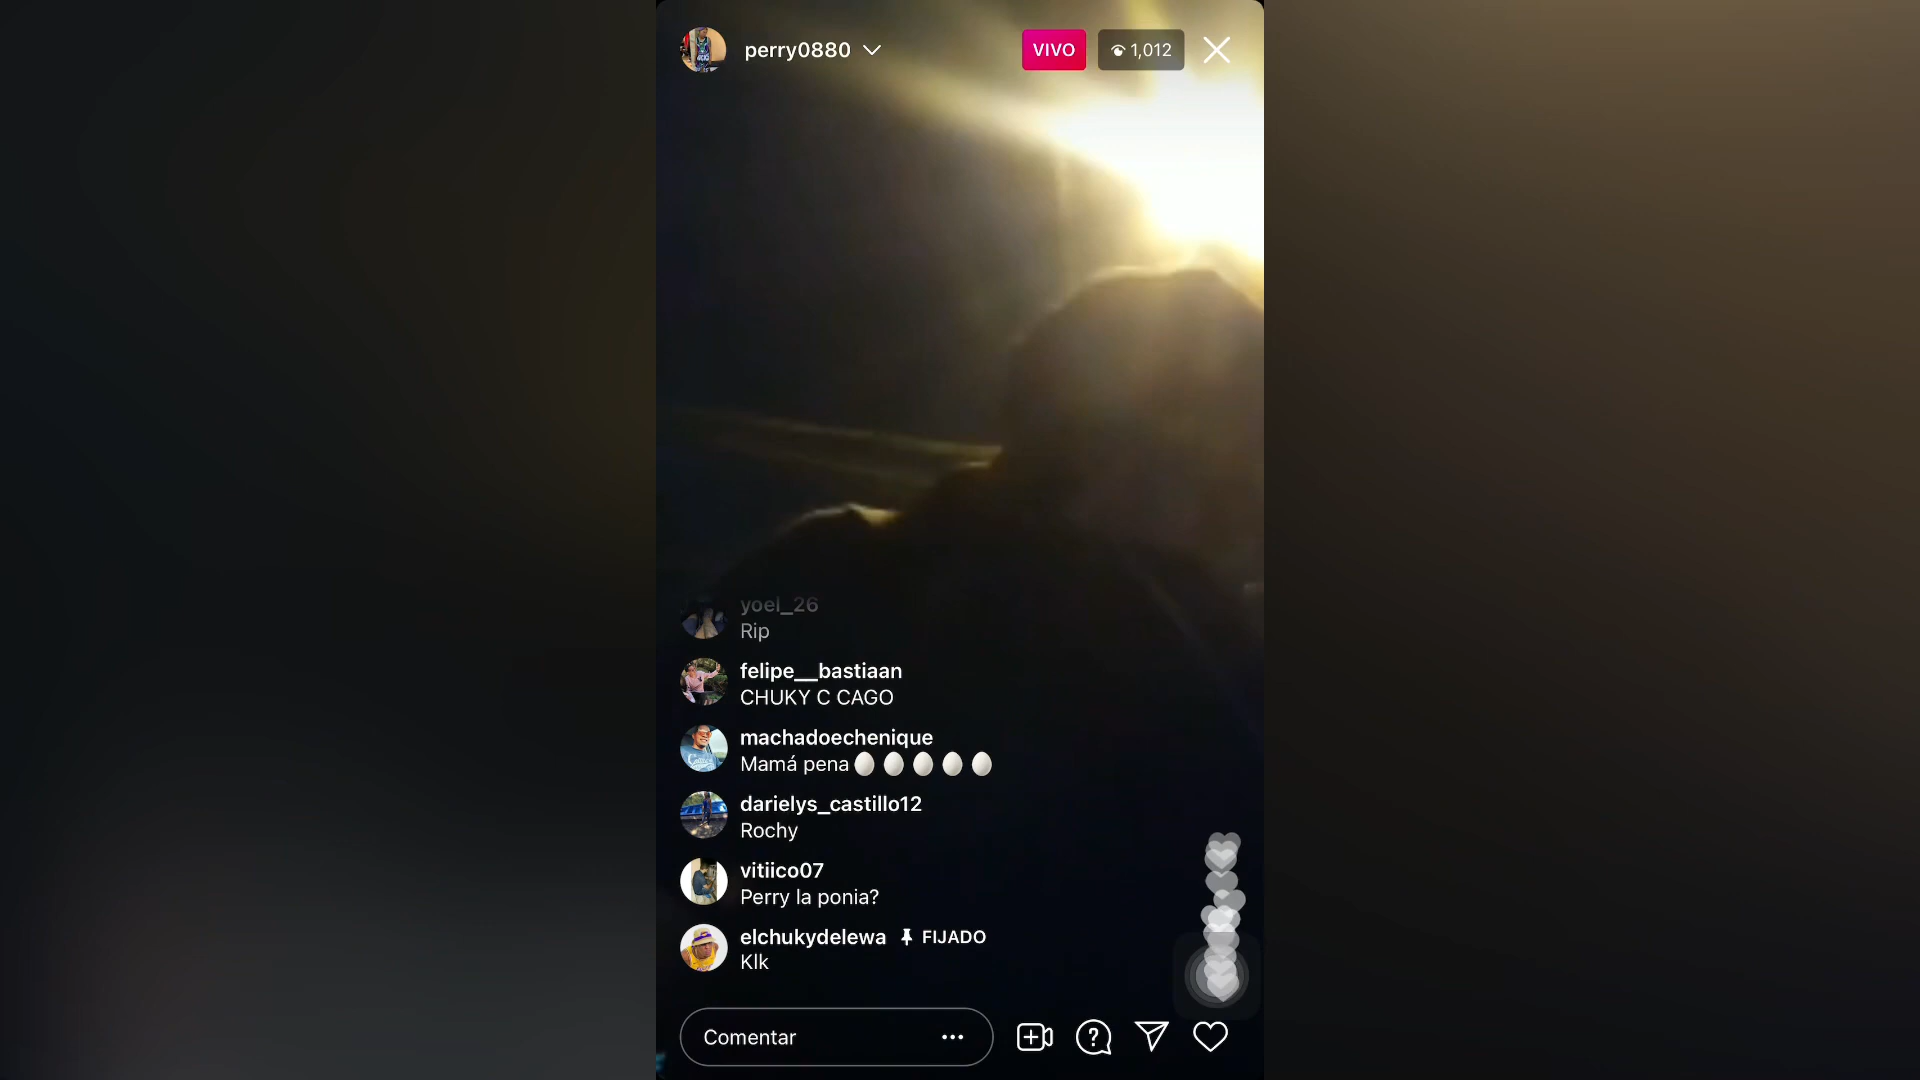 perry0880
VIVO
1,012
yoel_26
Rip
felipe__bastiaan
CHUKY C CAGO
machadoechenique
Mamá pena🥚🥚🥚🥚🥚
darielys_castillo12
Rochy
vitiico07
Perry la ponia?
elchukydelewa FIJADO
Klk
Comentar